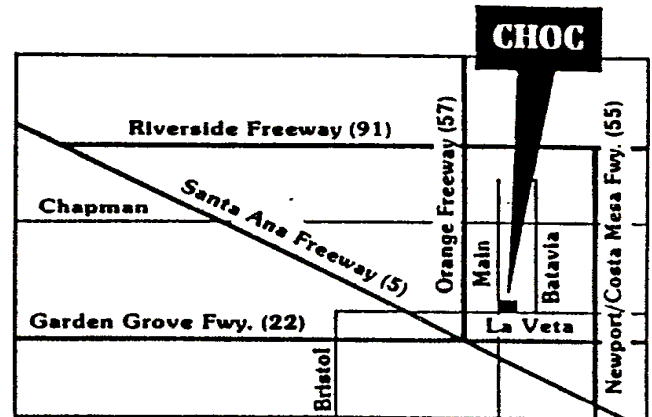 CHOC
Riverside Freeway (91)
Orange Freeway (57)
Newport/Costa Mesa Fwy. (55)
Chapman
Santa Ana Freeway (5)
Main
Batavia
Garden Grove Fwy. (22)
La Veta
Bristol